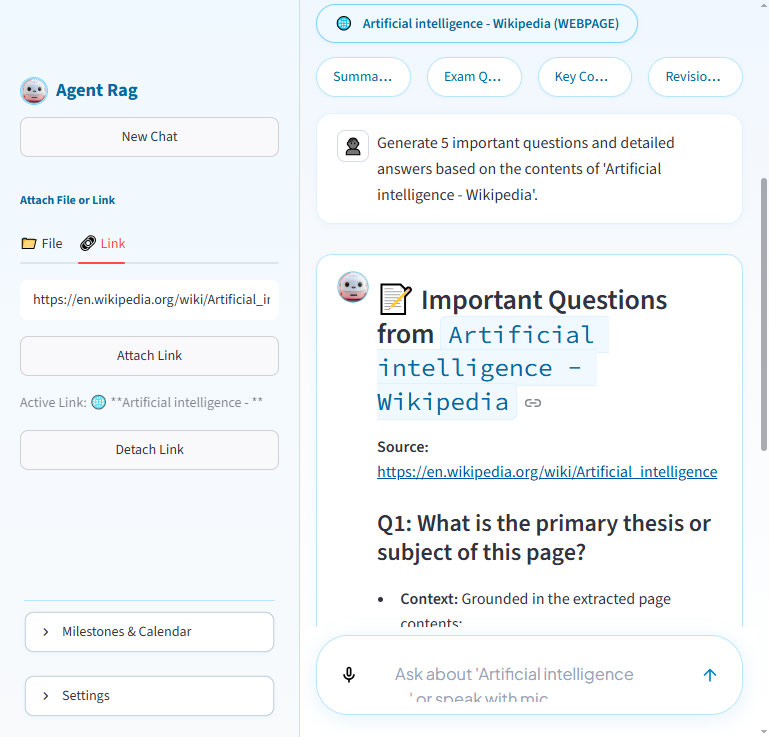 Agent Rag
New Chat
Attach File or Link
File
Link
https://en.wikipedia.org/wiki/Artificial_ir
Attach Link
Active Link: **Artificial intelligence - **
Detach Link
Milestones & Calendar
Settings
Artificial intelligence - Wikipedia (WEBPAGE)
Summa...
Exam Q...
Key Co...
Revisio...
Generate 5 important questions and detailed
answers based on the contents of 'Artificial
intelligence - Wikipedia'.
Important Questions
from Artificial
intelligence -
Wikipedia
Source:
https://en.wikipedia.org/wiki/Artificial_intelligence
Q1: What is the primary thesis or
subject of this page?
• Context: Grounded in the extracted page
contents:
Ask about 'Artificial intelligence
' or speak with mic